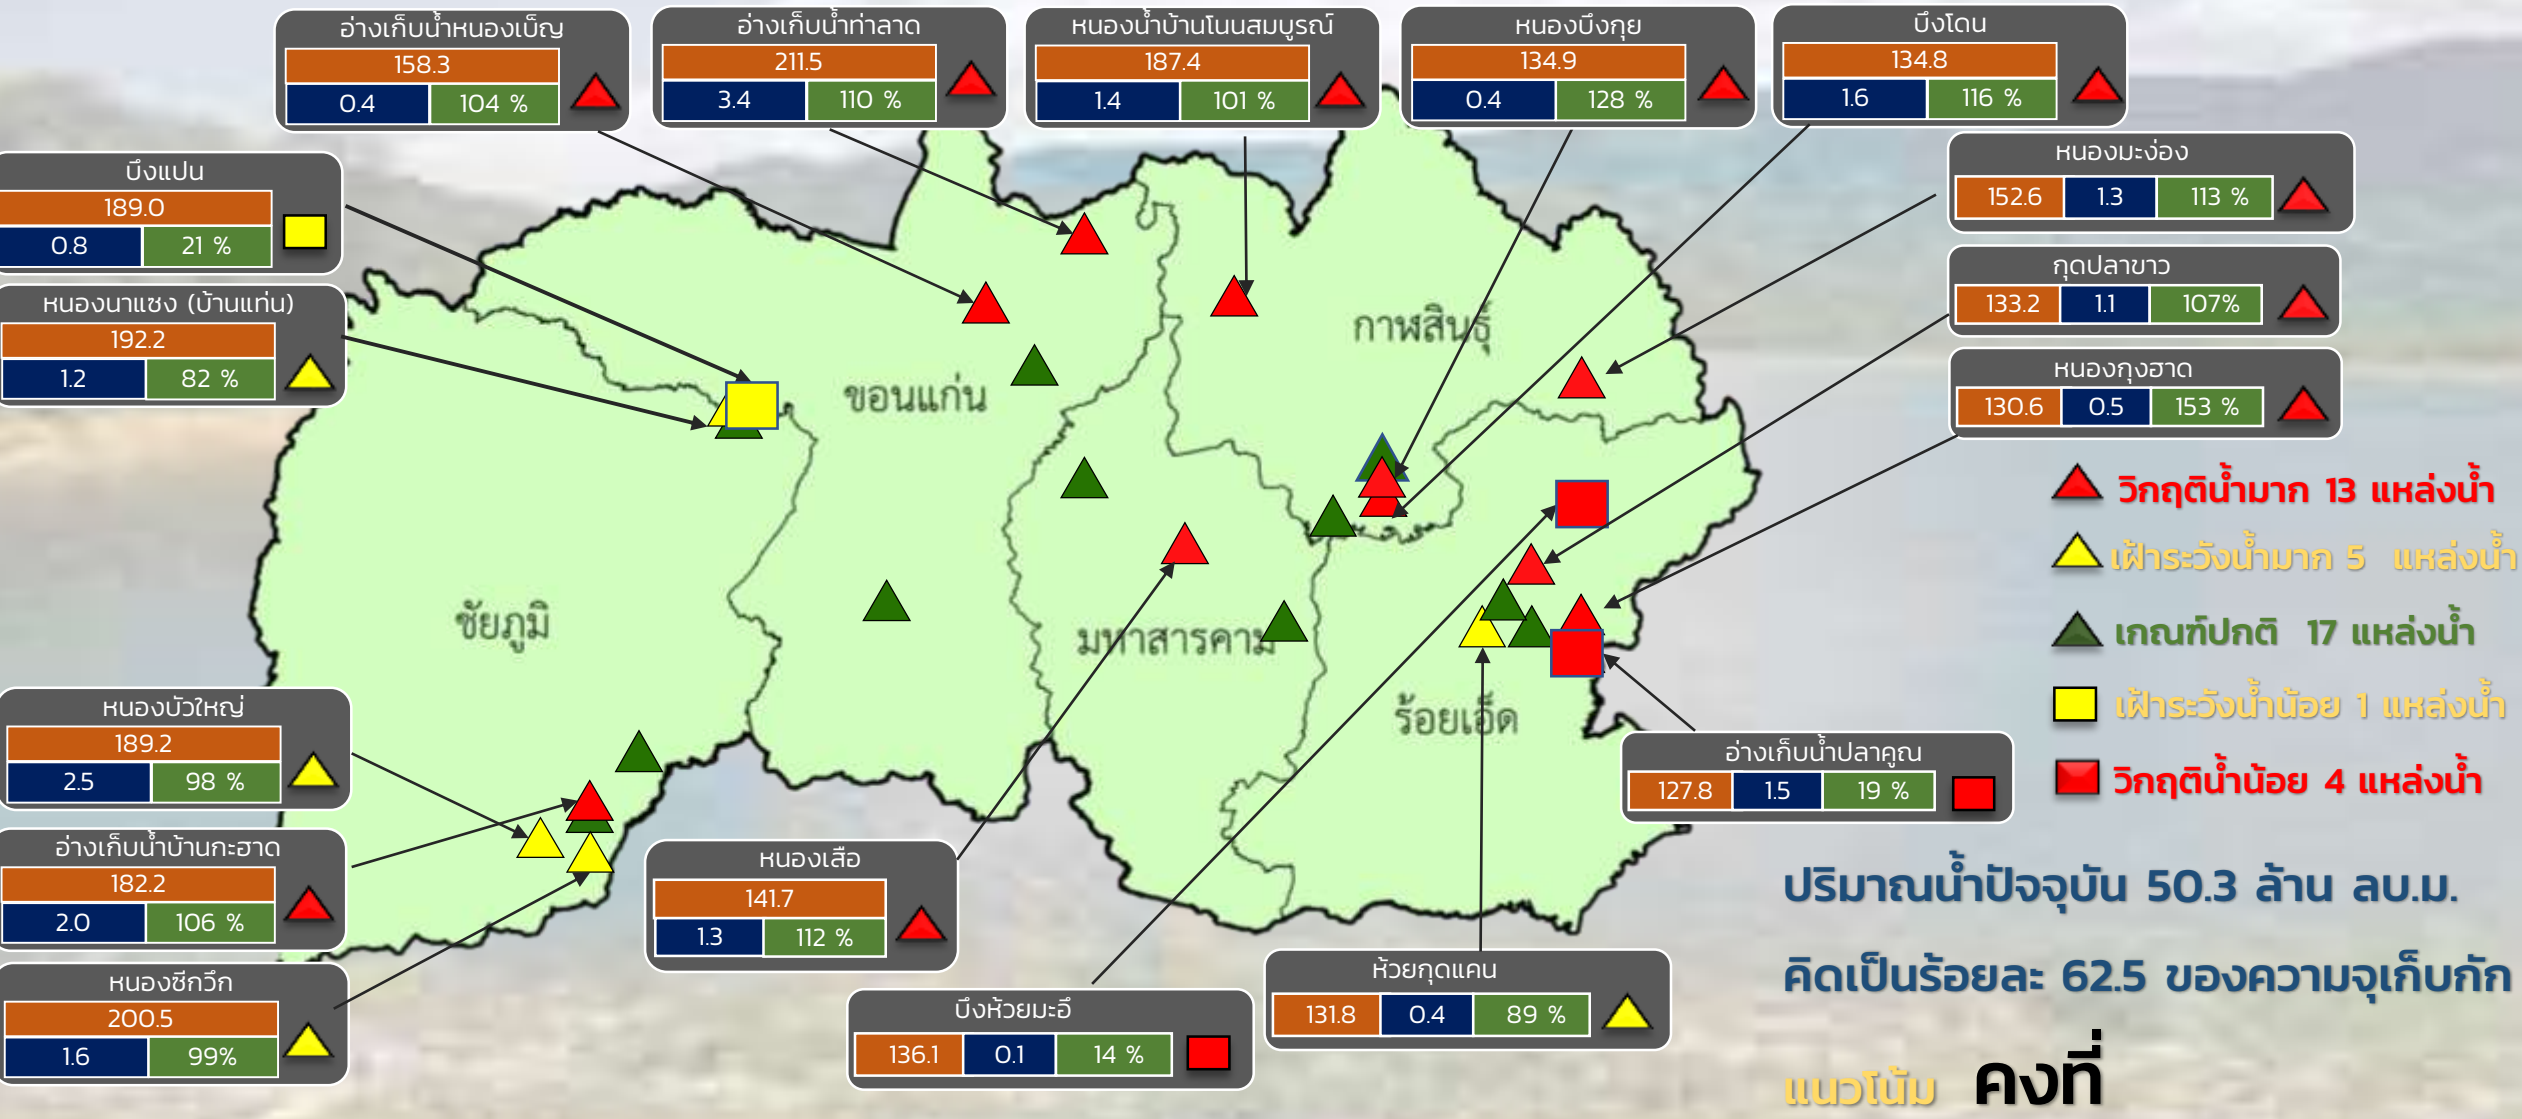 อ่างเก็บน้ำหนองเบ็ญ
158.3
0.4 104 %
อ่างเก็บน้ำท่าลาด
211.5
3.4 110 %
หนองน้ำบ้านโนนสมบูรณ์
187.4
1.4 101 %
หนองบึงกุย
134.9
0.4 128 %
บึงโดน
134.8
1.6 116 %
บึงแปน
189.0
0.8 21 %
หนองนาแซง (บ้านแท่น)
192.2
1.2 82 %
หนองมะง่อง
152.6 1.3 113 %
กุดปลาขาว
133.2 1.1 107%
หนองกุงฮาด
130.6 0.5 153 %
กาฬสินธุ์
ขอนแก่น
ชัยภูมิ
มหาสารคาม
ร้อยเอ็ด
วิกฤติน้ำมาก 13 แหล่งน้ำ
เฝ้าระวังน้ำมาก 5 แหล่งน้ำ
เกณฑ์ปกติ 17 แหล่งน้ำ
เฝ้าระวังน้ำน้อย 1 แหล่งน้ำ
วิกฤติน้ำน้อย 4 แหล่งน้ำ
หนองบัวใหญ่
189.2
2.5 98 %
อ่างเก็บน้ำบ้านกะฮาด
182.2
2.0 106 %
หนองซีกวึก
200.5
1.6 99%
หนองเสือ
141.7
1.3 112 %
บึงห้วยมะอึ
136.1 0.1 14 %
ห้วยกุดแคน
131.8 0.4 89 %
อ่างเก็บน้ำปลาคูณ
127.8 1.5 19 %
ปริมาณน้ำปัจจุบัน 50.3 ล้าน ลบ.ม.
คิดเป็นร้อยละ 62.5 ของความจุเก็บกัก
แนวโน้ม คงที่